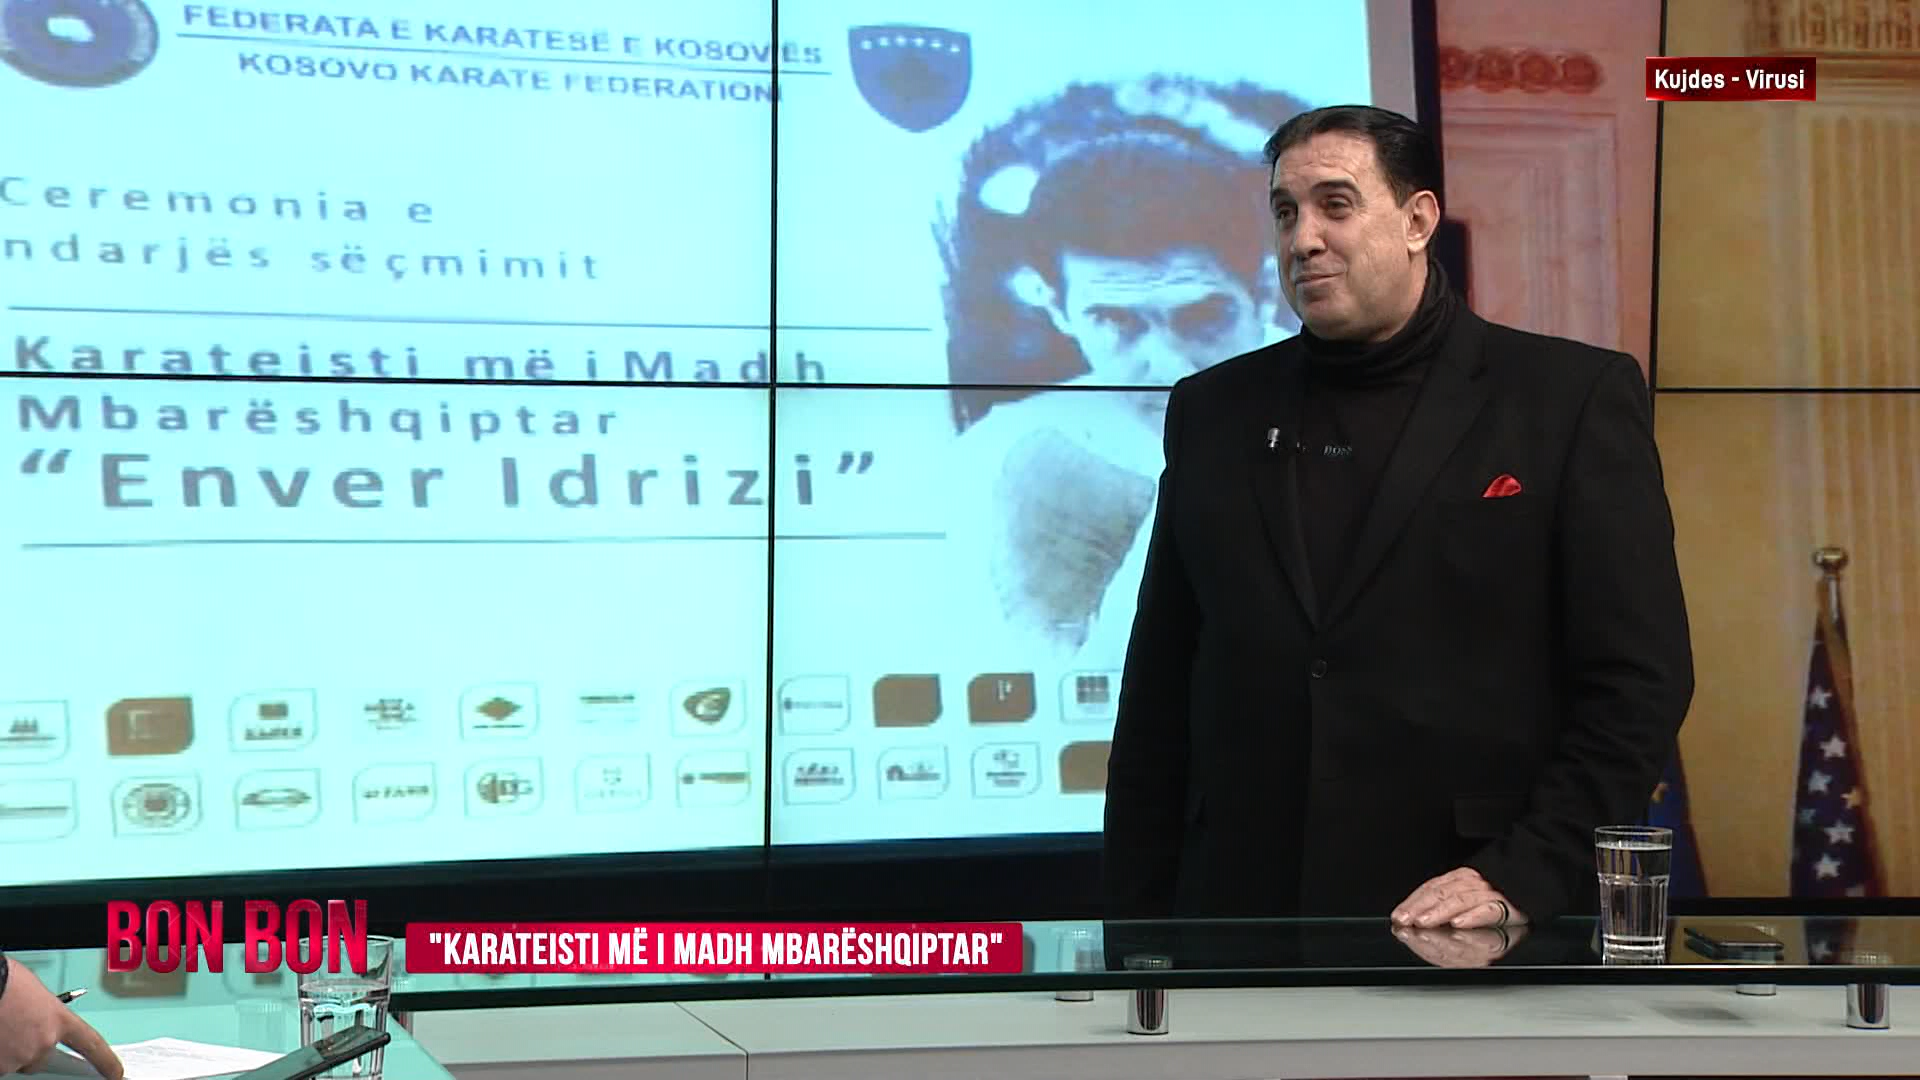 FEDERATA E KARATESË E KOSOVËS
KOSOVO KARATE FEDERATION
Kujdes - Virusi
Ceremonia e
ndarjës sëçmimit
Karateisti më i Madh
Mbarëshqiptar
“Enver Idrizi”
BON BON
"KARATEISTI MË I MADH MBARËSHQIPTAR"